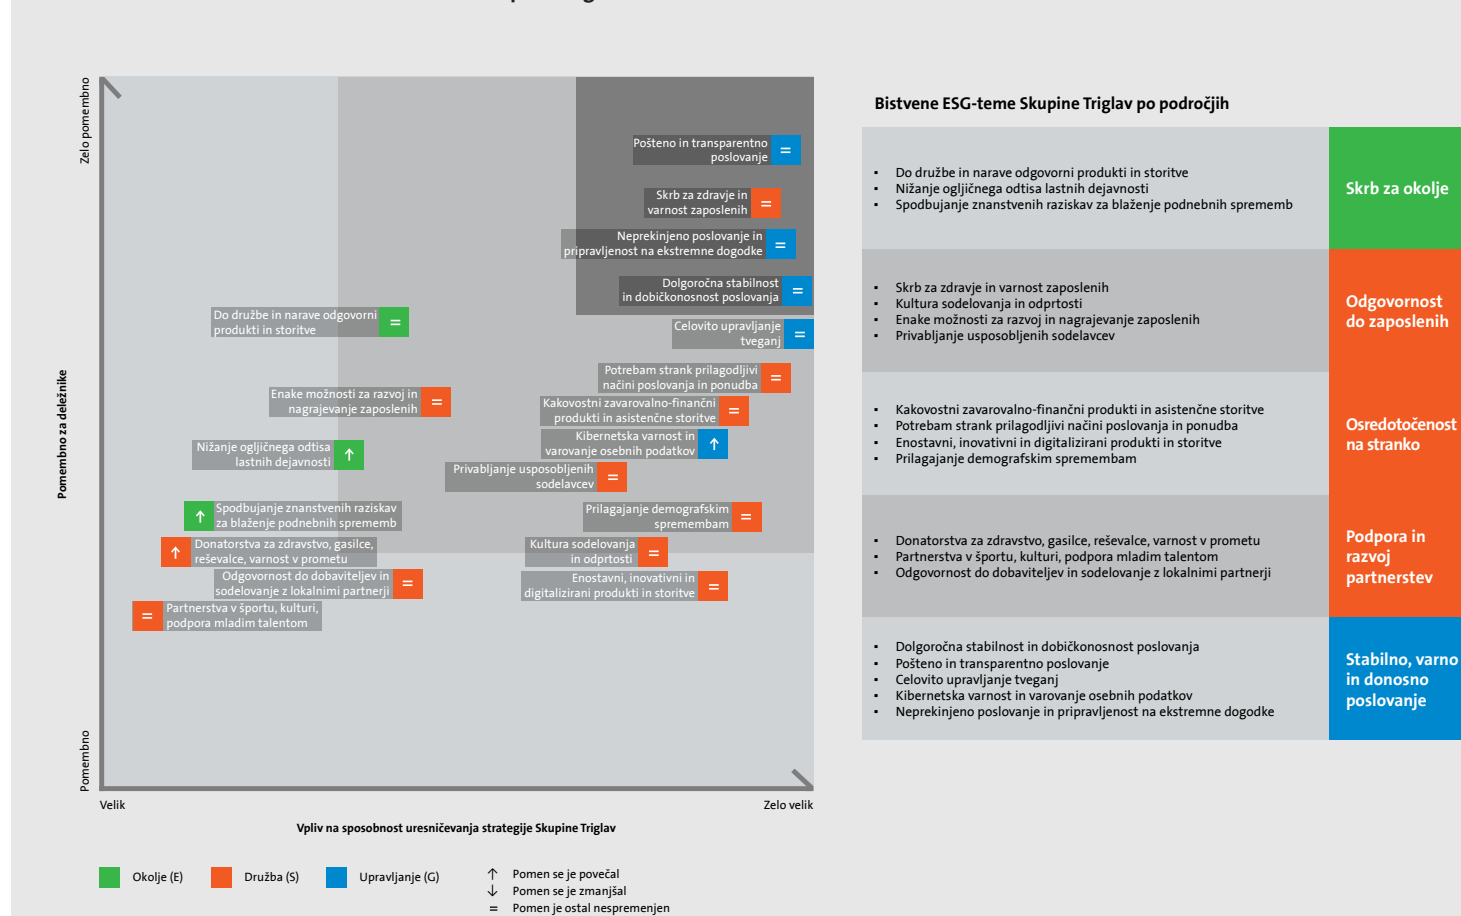 Zelo pomembno
Pomembno za deležnike
Pomembno
Pošteno in transparentno
poslovanje
=
Skrb za zdravje in
varnost zaposlenih
=
Neprekinjeno poslovanje in
pripravljenost na ekstremne dogodke
=
Dolgoročna stabilnost
in dobičkonosnost poslovanja
=
Do družbe in narave odgovorni
produkti in storitve
=
Celovito upravljanje
tveganj
=
Potrebam strank prilagodljivi
načini poslovanja in ponudba
=
Enake možnosti za razvoj in
nagrajevanje zaposlenih
=
Kakovostni zavarovalno-finančni
produkti in asistenčne storitve
=
Kibernetska varnost in
varovanje osebnih podatkov
↑
Nižanje ogljičnega odtisa
lastnih dejavnosti
↑
Privabljanje usposobljenih
sodelavcev
=
↑
Spodbujanje znanstvenih raziskav
za blaženje podnebnih sprememb
Prilagajanje demografskim
spremembam
=
↑
Donatorstva za zdravstvo, gasilce,
reševalce, varnost v prometu
Kultura sodelovanja
in odprtosti
=
Odgovornost do dobaviteljev in
sodelovanje z lokalnimi partnerji
=
Enostavni, inovativni in
digitalizirani produkti in storitve
=
=
Partnerstva v športu, kulturi,
podpora mladim talentom
Velik
Zelo velik
Vpliv na sposobnost uresničevanja strategije Skupine Triglav
Okolje (E)
Družba (S)
Upravljanje (G)
↑ Pomen se je povečal
↓ Pomen se je zmanjšal
= Pomen je ostal nespremenjen
Bistvene ESG-teme Skupine Triglav po področjih
▪ Do družbe in narave odgovorni produkti in storitve
▪ Nižanje ogljičnega odtisa lastnih dejavnosti
▪ Spodbujanje znanstvenih raziskav za blaženje podnebnih sprememb
Skrb za okolje
▪ Skrb za zdravje in varnost zaposlenih
▪ Kultura sodelovanja in odprtosti
▪ Enake možnosti za razvoj in nagrajevanje zaposlenih
▪ Privabljanje usposobljenih sodelavcev
Odgovornost
do zaposlenih
▪ Kakovostni zavarovalno-finančni produkti in asistenčne storitve
▪ Potrebam strank prilagodljivi načini poslovanja in ponudba
▪ Enostavni, inovativni in digitalizirani produkti in storitve
▪ Prilagajanje demografskim spremembam
Osredotočenost
na stranko
▪ Donatorstva za zdravstvo, gasilce, reševalce, varnost v prometu
▪ Partnerstva v športu, kulturi, podpora mladim talentom
▪ Odgovornost do dobaviteljev in sodelovanje z lokalnimi partnerji
Podpora in
razvoj
partnerstev
▪ Dolgoročna stabilnost in dobičkonosnost poslovanja
▪ Pošteno in transparentno poslovanje
▪ Celovito upravljanje tveganj
▪ Kibernetska varnost in varovanje osebnih podatkov
▪ Neprekinjeno poslovanje in pripravljenost na ekstremne dogodke
Stabilno, varno
in donosno
poslovanje